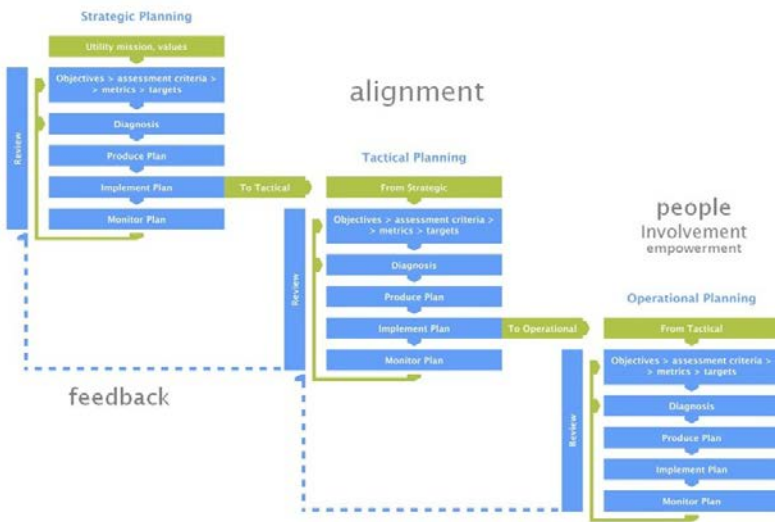 Strategic Planning
Utility mission, values
Objectives > assessment criteria >
> metrics > targets
Diagnosis
Produce Plan
Implement Plan
Monitor Plan
Review
To Tactical
alignment
Tactical Planning
From Strategic
Objectives > assessment criteria >
> metrics > targets
Diagnosis
Produce Plan
Implement Plan
Monitor Plan
Review
To Operational
people
Involvement
empowerment
Operational Planning
From Tactical
Objectives > assessment criteria >
> metrics > targets
Diagnosis
Produce Plan
Implement Plan
Monitor Plan
Review
feedback